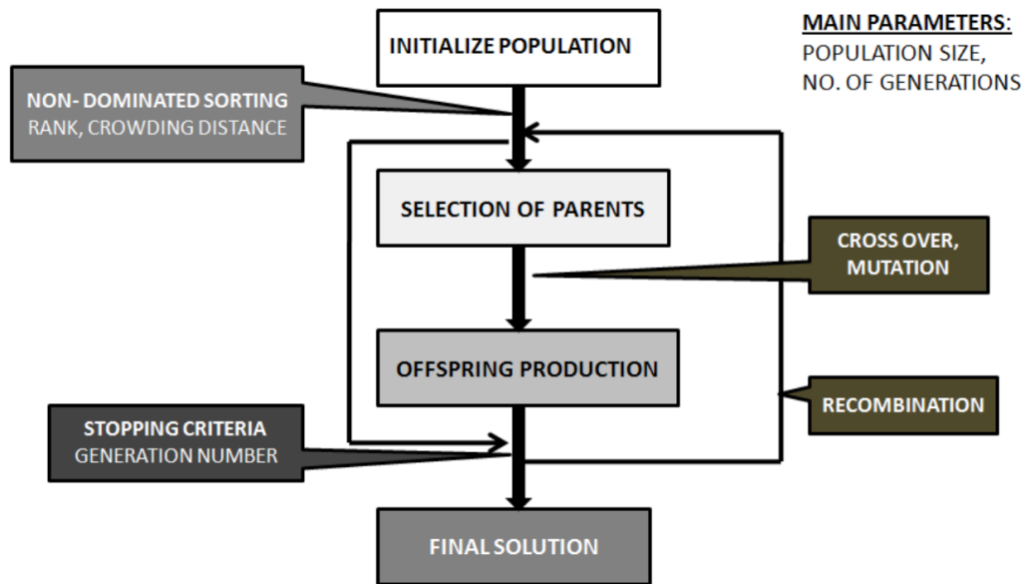 INITIALIZE POPULATION
MAIN PARAMETERS:
POPULATION SIZE,
NO. OF GENERATIONS
NON- DOMINATED SORTING
RANK, CROWDING DISTANCE
SELECTION OF PARENTS
CROSS OVER,
MUTATION
OFFSPRING PRODUCTION
RECOMBINATION
STOPPING CRITERIA
GENERATION NUMBER
FINAL SOLUTION